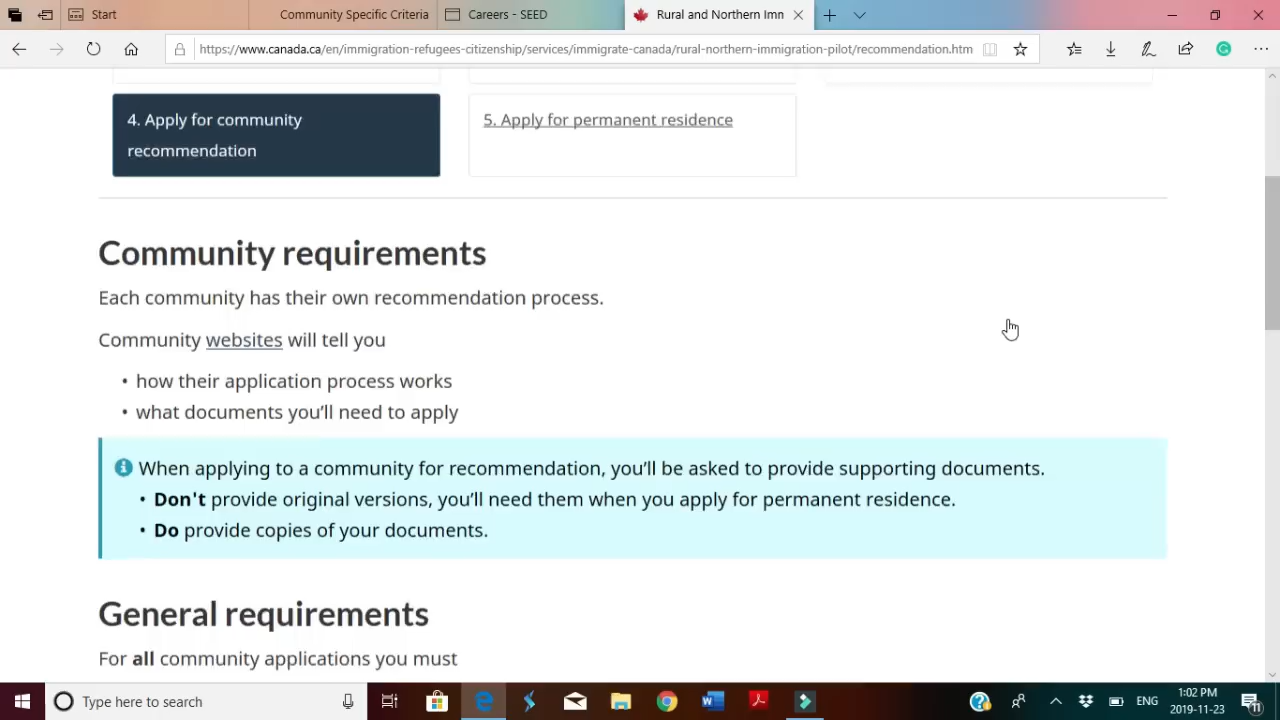 Start
Community Specific Criteria
Careers - SEED
Rural and Northern Imn
https://www.canada.ca/en/immigration-refugees-citizenship/services/immigrate-canada/rural-northern-immigration-pilot/recommendation.htm
4. Apply for community
recommendation
5. Apply for permanent residence
Community requirements
Each community has their own recommendation process.
Community websites will tell you
• how their application process works
• what documents you'll need to apply
When applying to a community for recommendation, you'll be asked to provide supporting documents.
• Don't provide original versions, you'll need them when you apply for permanent residence.
• Do provide copies of your documents.
General requirements
For all community applications you must
Type here to search
ENG
1:02 PM
2019-11-23
11